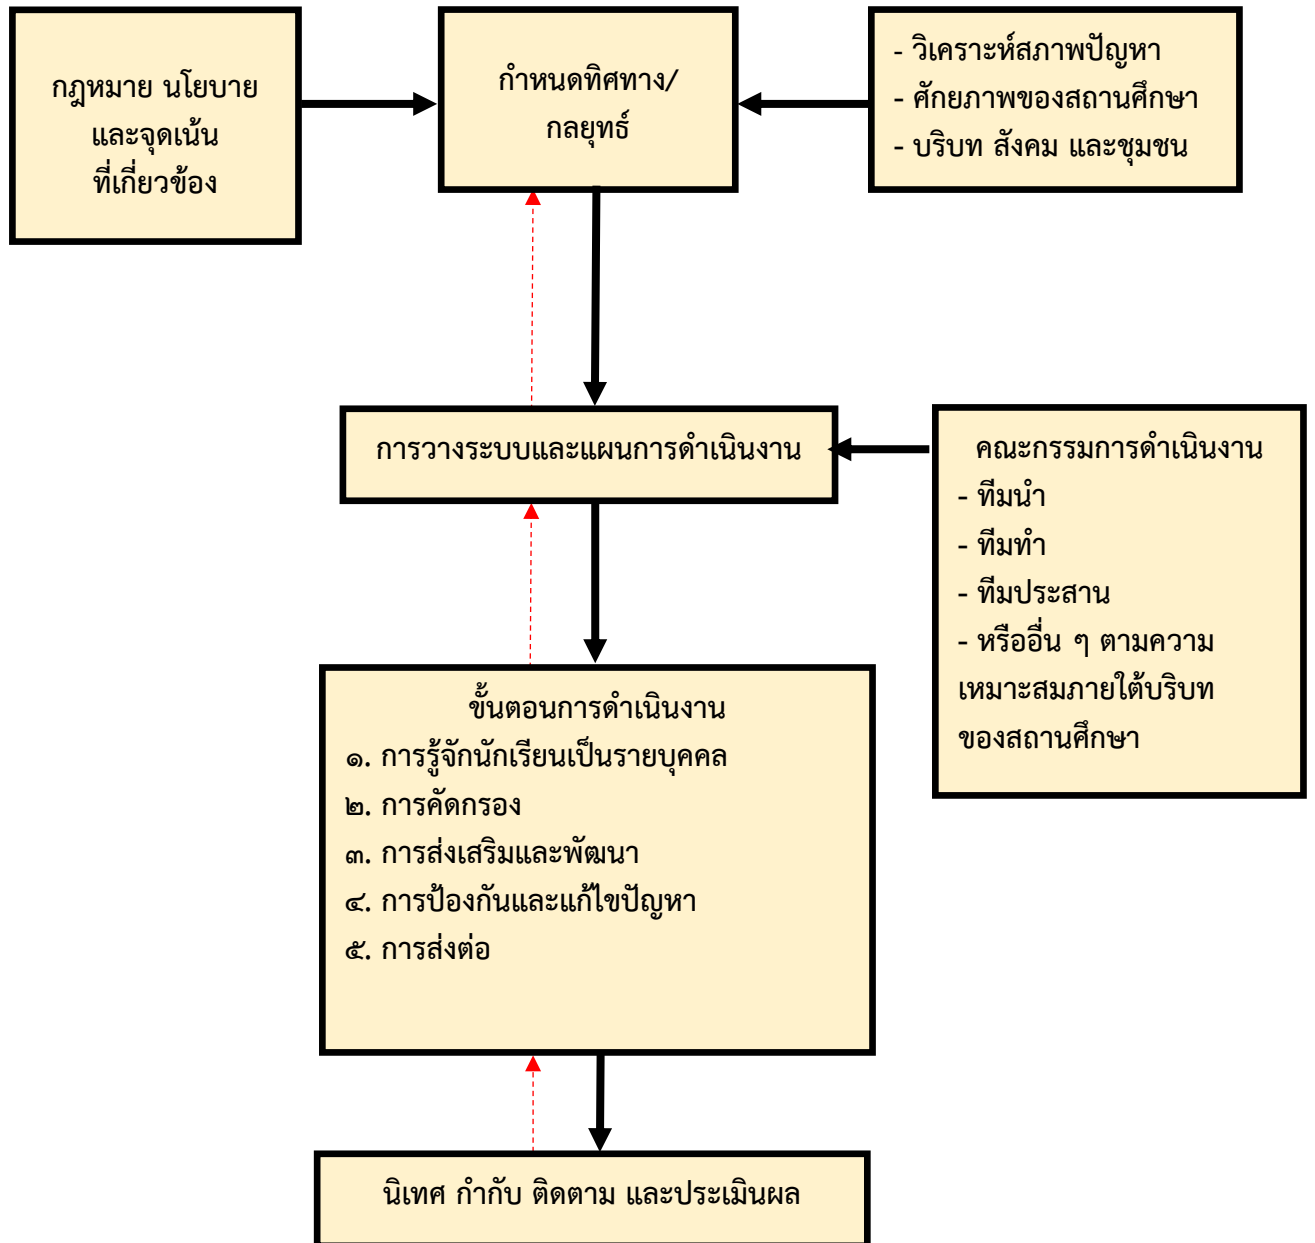 กฎหมาย นโยบาย
และจุดเน้น
ที่เกี่ยวข้อง
กำหนดทิศทาง/
กลยุทธ์
- วิเคราะห์สภาพปัญหา
- ศักยภาพของสถานศึกษา
- บริบท สังคม และชุมชน
การวางระบบและแผนการดำเนินงาน
คณะกรรมการดำเนินงาน
- ทีมนำ
- ทีมทำ
- ทีมประสาน
- หรืออื่น ๆ ตามความ
เหมาะสมภายใต้บริบท
ของสถานศึกษา
ขั้นตอนการดำเนินงาน
๑. การรู้จักนักเรียนเป็นรายบุคคล
๒. การคัดกรอง
๓. การส่งเสริมและพัฒนา
๔. การป้องกันและแก้ไขปัญหา
๕. การส่งต่อ
นิเทศ กำกับ ติดตาม และประเมินผล